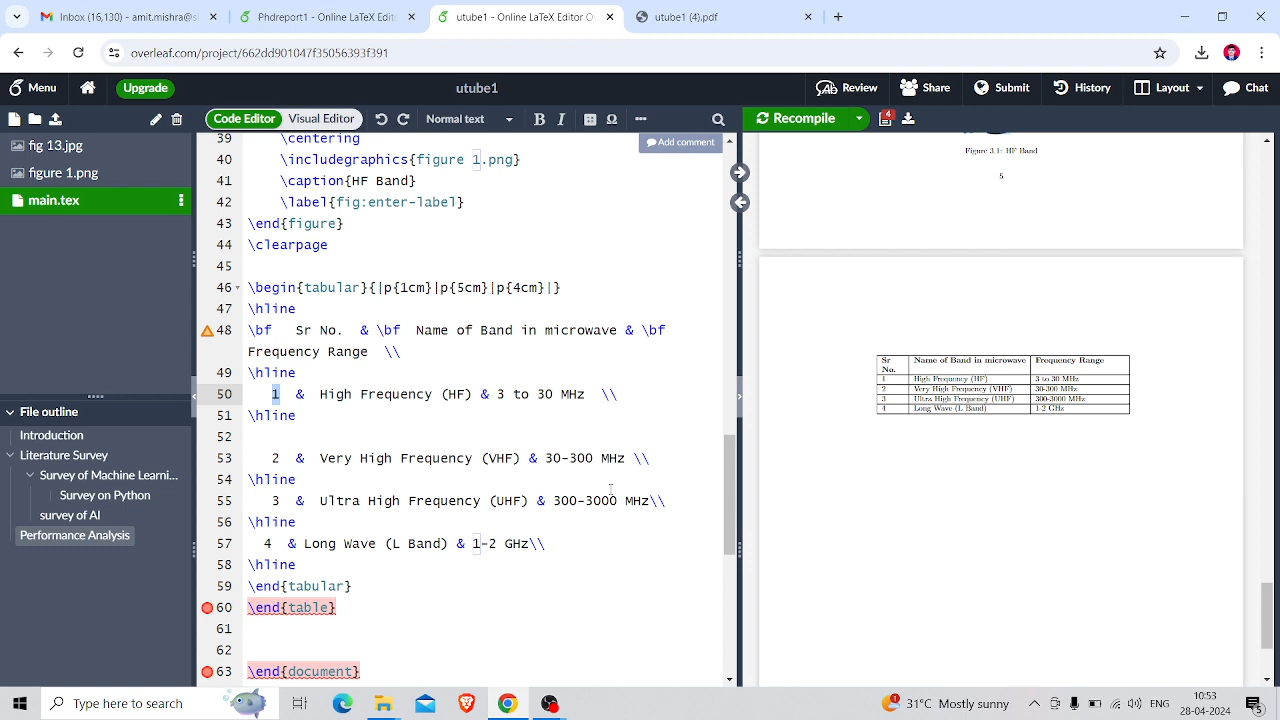 Inbox (16,130) - amit.mishra@s
Phdreport1 - Online LaTeX Edito
utube1 - Online LaTeX Editor O
utube1 (4).pdf
overleaf.com/project/662dd901047f35056393f391
Menu
Upgrade
utube1
Review
Share
Submit
History
Layout
Chat
Code Editor
Visual Editor
Normal text
B
I
Ω
Recompile
4
fig 13.jpg
figure 1.png
main.tex
File outline
Introduction
Literature Survey
Survey of Machine Learni...
Survey on Python
survey of AI
Performance Analysis
Add comment
39 \centering
40 \includegraphics{figure 1.png}
41 \caption{HF Band}
42 \label{fig:enter-label}
43 \end{figure}
44 \clearpage
45
46 \begin{tabular}{|p{1cm}|p{5cm}|p{4cm}|}
47 \hline
48 \bf Sr No. & \bf Name of Band in microwave & \bf
Frequency Range \\
49 \hline
50 1 & High Frequency (HF) & 3 to 30 MHz \\
51 \hline
52
53 2 & Very High Frequency (VHF) & 30-300 MHz \\
54 \hline
55 3 & Ultra High Frequency (UHF) & 300-3000 MHz\\
56 \hline
57 4 & Long Wave (L Band) & 1-2 GHz\\
58 \hline
59 \end{tabular}
60 \end{table}
61
62
63 \end{document}
Figure 3.1: HF Band
5
Sr No. Name of Band in microwave Frequency Range
1 High Frequency (HF) 3 to 30 MHz
2 Very High Frequency (VHF) 30-300 MHz
3 Ultra High Frequency (UHF) 300-3000 MHz
4 Long Wave (L Band) 1-2 GHz
Type here to search
1
31°C Mostly sunny
ENG
10:53
28-04-2024
5